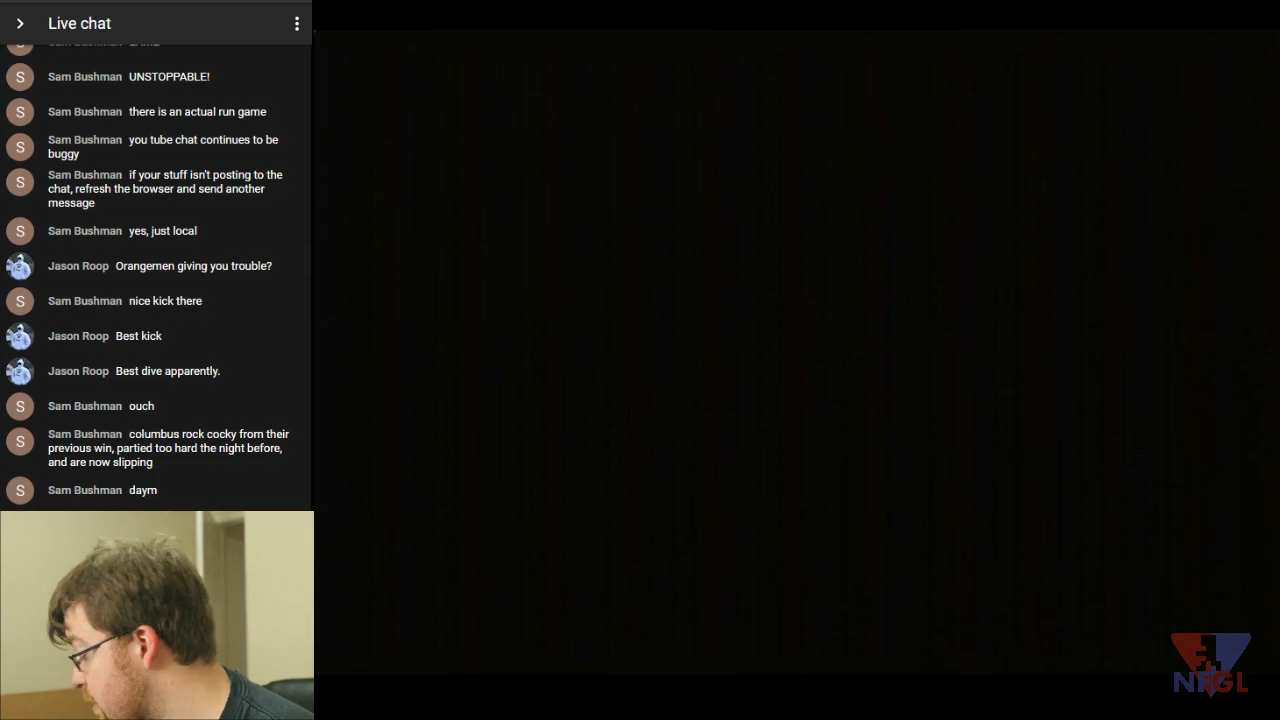 Live chat
Sam Bushman UNSTOPPABLE!
Sam Bushman there is an actual run game
Sam Bushman you tube chat continues to be
buggy
Sam Bushman if your stuff isn't posting to the
chat, refresh the browser and send another
message
Sam Bushman yes, just local
Jason Roop Orangemen giving you trouble?
Sam Bushman nice kick there
Jason Roop Best kick
Jason Roop Best dive apparently.
Sam Bushman ouch
Sam Bushman columbus rock cocky from their
previous win, partied too hard the night before,
and are now slipping
Sam Bushman daym
NFGL